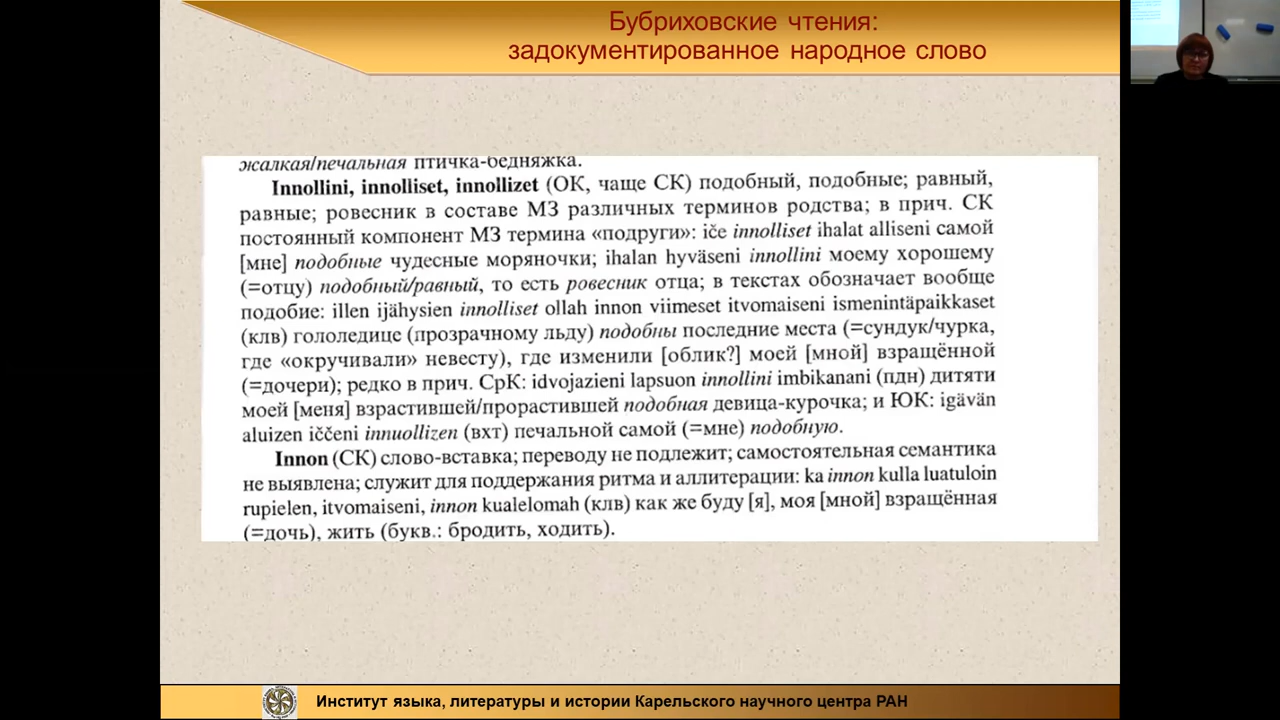 Бубриховские чтения:
задокументированное народное слово
жалкая/печальная птичка-бедняжка.
Innollini, innolliset, innollizet (ОК, чаще СК) подобный, подобные; равный,
равные; ровесник в составе МЗ различных терминов родства; в прич. СК
постоянный компонент МЗ термина «подруги»: iče innolliset ihalat alliseni самой
[мне] подобные чудесные моряночки; ihalan hyväseni innollini моему хорошему
(=отцу) подобный/равный, то есть ровесник отца; в текстах обозначает вообще
подобие: illen ijähysien innolliset ollah innon viimeset itvomaiseni ismenintäpaikkaset
(клв) гололедице (прозрачному льду) подобны последние места (=сундук/чурка,
где «окручивали» невесту), где изменили [облик?] моей [мной] взращённой
(=дочери); редко в прич. СрК: idvojazieni lapsuon innollini imbikanani (пдн) дитяти
моей [меня] взрастившей/прорастившей подобная девица-курочка; и ЮК: igävän
aluizen iččeni innuollizen (вхт) печальной самой (=мне) подобную.
Innon (СК) слово-вставка; переводу не подлежит; самостоятельная семантика
не выявлена; служит для поддержания ритма и аллитерации: ka innon kulla luatuloin
rupielen, itvomaiseni, innon kualelomah (клв) как же буду [я], моя [мной] взращённая
(=дочь), жить (букв.: бродить, ходить).
Институт языка, литературы и истории Карельского научного центра РАН